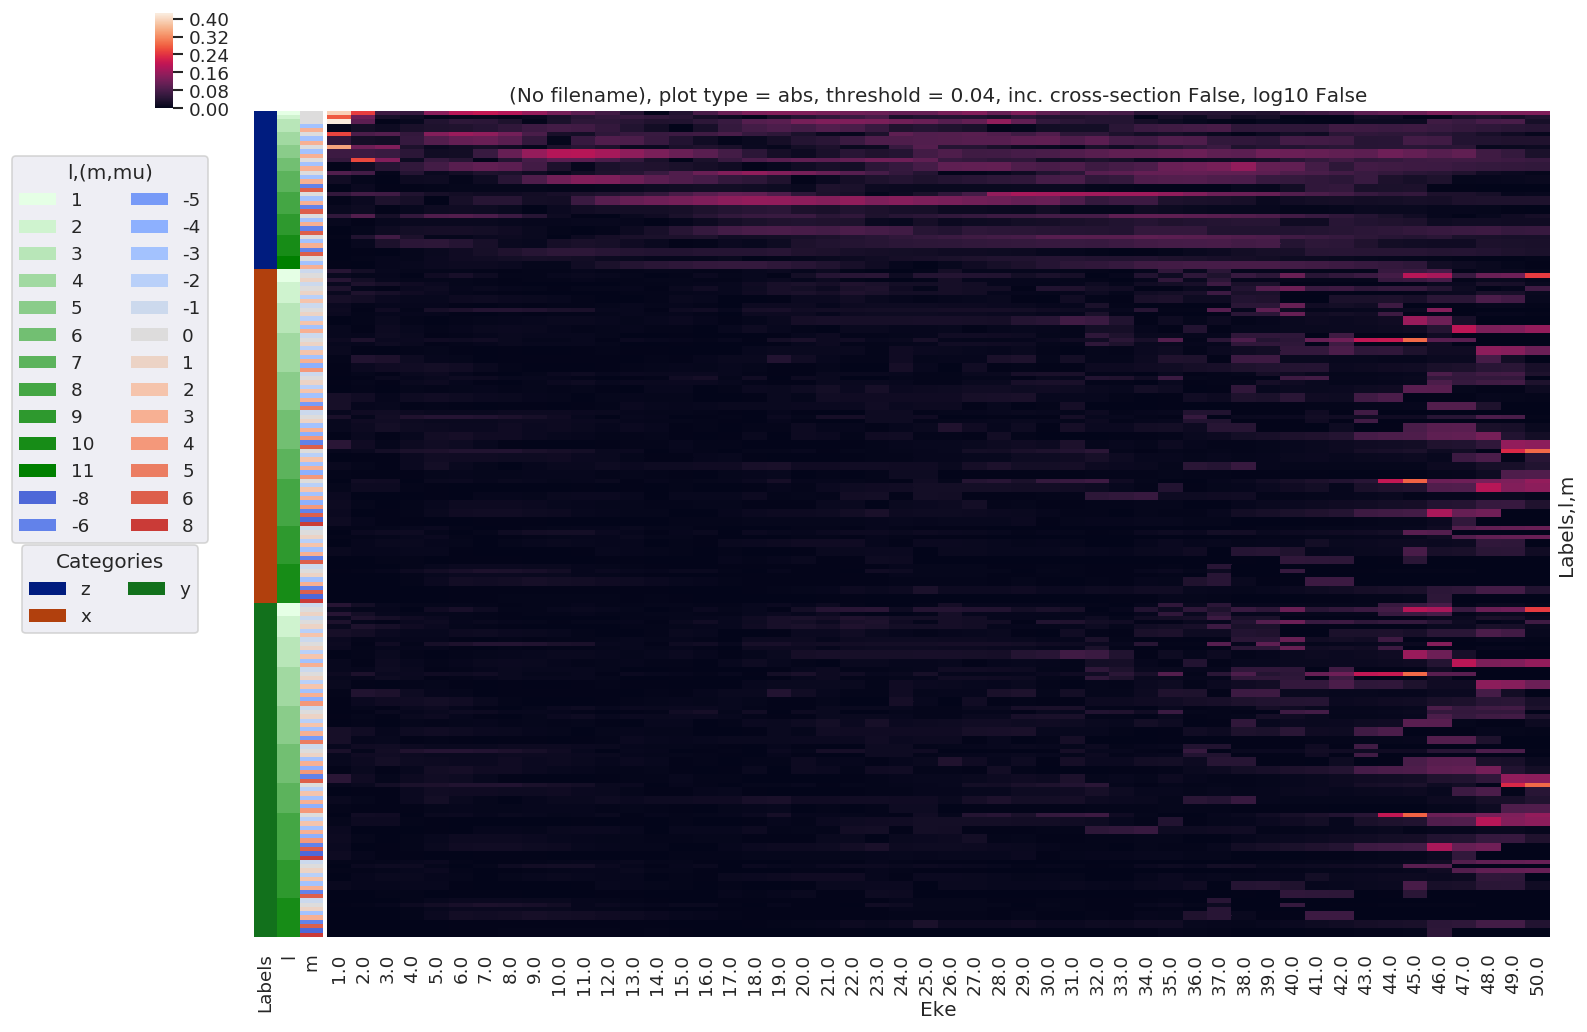 0.40
0.32
0.24
0.16
0.08
0.00
(No filename), plot type = abs, threshold = 0.04, inc. cross-section False, log10 False
l,(m,mu)
1 -5
2 -4
3 -3
4 -2
5 -1
6 0
7 1
8 2
9 3
10 4
11 5
-8 6
-6 8
Categories
z y
x
Labels,l,m
Labels l m 1.0 2.0 3.0 4.0 5.0 6.0 7.0 8.0 9.0 10.0 11.0 12.0 13.0 14.0 15.0 16.0 17.0 18.0 19.0 20.0 21.0 22.0 23.0 24.0 25.0 26.0 27.0 28.0 29.0 30.0 31.0 32.0 33.0 34.0 35.0 36.0 37.0 38.0 39.0 40.0 41.0 42.0 43.0 44.0 45.0 46.0 47.0 48.0 49.0 50.0
Eke